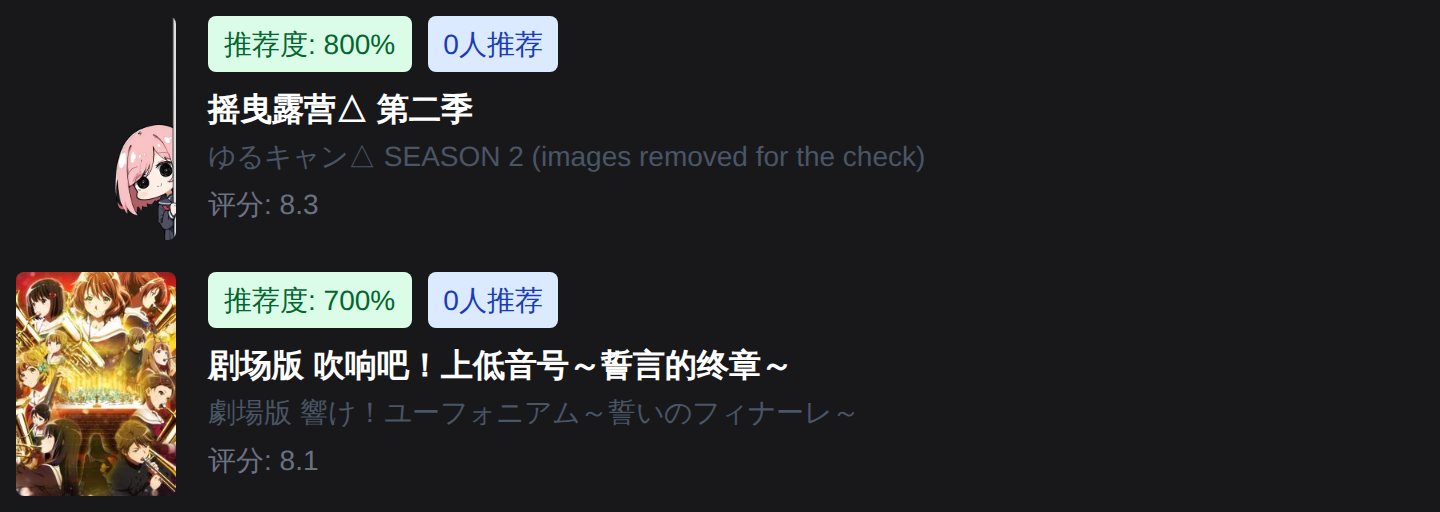 推荐度: 800% 0人推荐
摇曳露营△ 第二季
ゆるキャン△ SEASON 2 (images removed for the check)
评分: 8.3
推荐度: 700% 0人推荐
剧场版 吹响吧！上低音号～誓言的终章～
劇場版 響け！ユーフォニアム～誓いのフィナーレ～
评分: 8.1